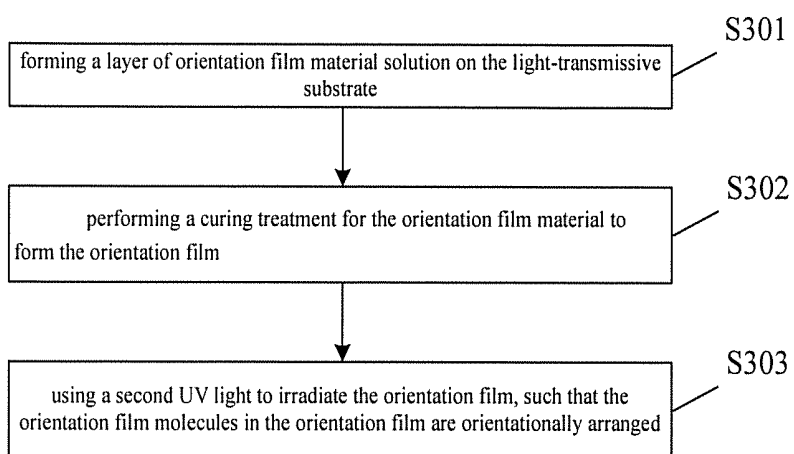 S301
forming a layer of orientation film material solution on the light-transmissive
substrate
S302
performing a curing treatment for the orientation film material to
form the orientation film
S303
using a second UV light to irradiate the orientation film, such that the
orientation film molecules in the orientation film are orientationally arranged